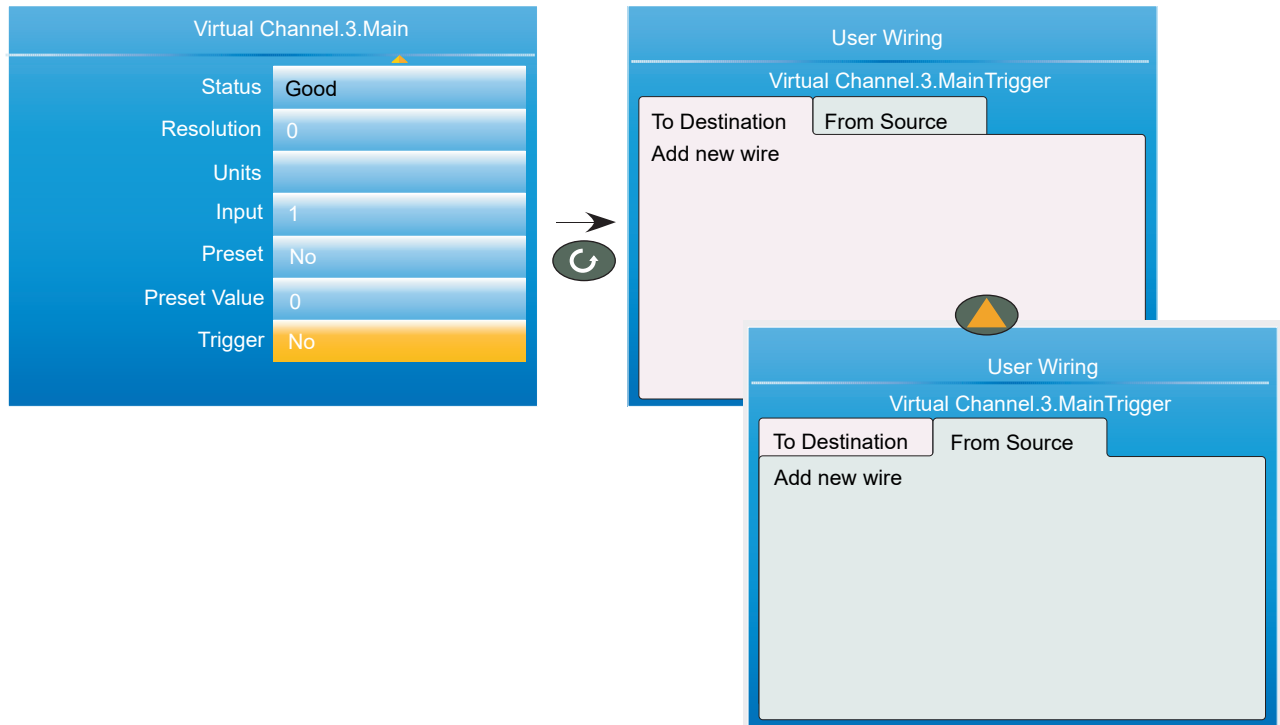 Virtual Channel.3.Main
Status Good
Resolution 0
Units
Input 1
Preset No
Preset Value 0
Trigger No
User Wiring
Virtual Channel.3.MainTrigger
To Destination From Source
Add new wire
User Wiring
Virtual Channel.3.MainTrigger
To Destination From Source
Add new wire